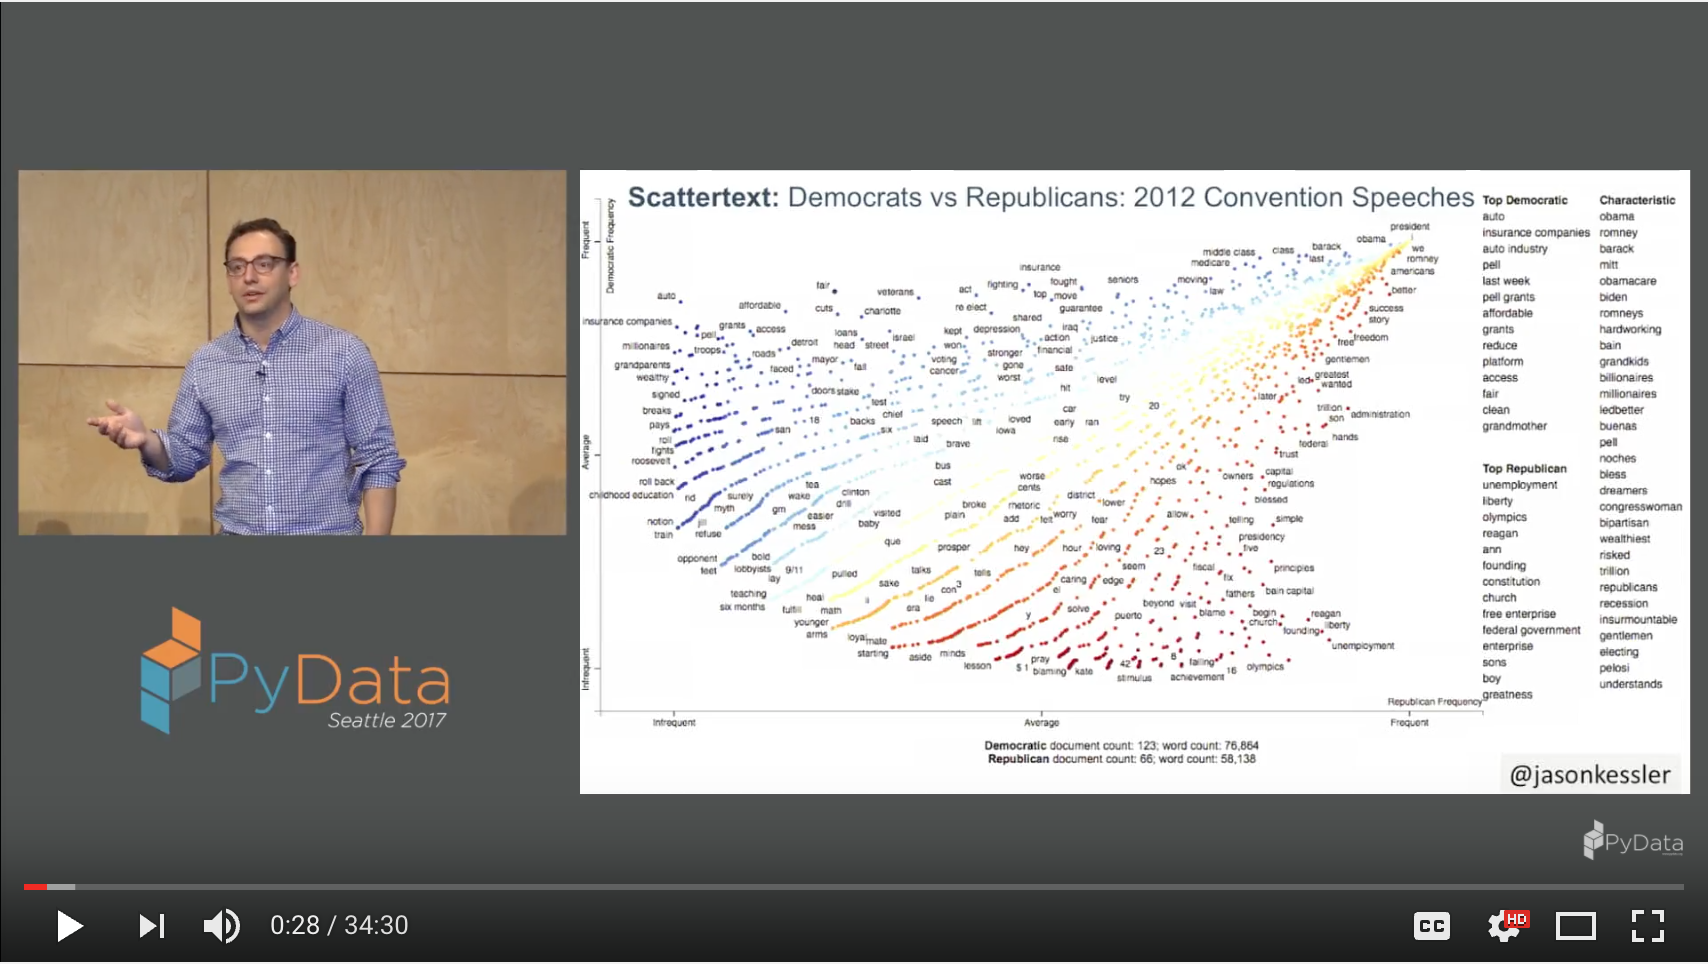 Scattertext: Democrats vs Republicans: 2012 Convention Speeches
Frequent
Average
Infrequent
Democratic Frequency
president
obama
we
romney
americans
better
barack
last
class
middle class
medicare
moving
law
seniors
insurance
fought
fighting
top move
guarantee
act
re elect
shared
veterans
fair
cuts
charlotte
affordable
auto
insurance companies
pell
grants
access
loans
head street
israel
kept depression
iraq
action
justice
success
story
free freedom
gentlemen
millionaires
troops
roads
detroit
mayor
won
voting
cancer
stronger
financial
gone
worst
safe
grandparents
wealthy
faced
fall
signed
doors stake
hit
level
led greatest
wanted
later
breaks
pays
roll
fights
roosevelt
san
18
test
backs
chief
six
speech lift
loved
iowa
car
early ran
try
20
trillion
son administration
hands
federal
trust
laid
brave
rise
roll back
childhood education
nd
surely
myth
tea
wake
gm
clinton
drill
easier
mess
visited
baby
bus
cast
worse
cents
broke
plain
rhetoric
add felt worry
district lower
fear
hopes
ok
owners
capital
regulations
blessed
notion
train
jill
refuse
que
prosper
hey
hour loving
allow
telling
simple
presidency
five
23
opponent
feet
bold
lobbyists
9/11
lay
pulled
talks
tells
seem
fiscal
fix
principles
teaching
six months
heal
fulfill
math
sake
con 3
lie
era
el
caring
edge
fathers
bain capital
younger
arms
ii
y
solve
puerto
beyond visit
blame
begin
church
reagan
liberty
founding
unemployment
loyal mate
starting
aside
minds
lesson
$ 1
pray
blaming
kate
42
stimulus
6
achievement
failing
16
olympics
Republican Frequency
Infrequent
Average
Frequent
Top Democratic
auto
insurance companies
auto industry
pell
last week
pell grants
affordable
grants
reduce
platform
access
fair
clean
grandmother
Top Republican
unemployment
liberty
olympics
reagan
ann
founding
constitution
church
free enterprise
federal government
enterprise
sons
boy
greatness
Characteristic
obama
romney
barack
mitt
obamacare
biden
romneys
hardworking
bain
grandkids
billionaires
millionaires
ledbetter
buenas
pell
noches
bless
dreamers
congresswoman
bipartisan
wealthiest
risked
trillion
republicans
recession
insurmountable
gentlemen
electing
pelosi
understands
Democratic document count: 123; word count: 76,864
Republican document count: 66; word count: 58,138
@jasonkessler
PyData
Seattle 2017
PyData
0:28 / 34:30
CC
HD